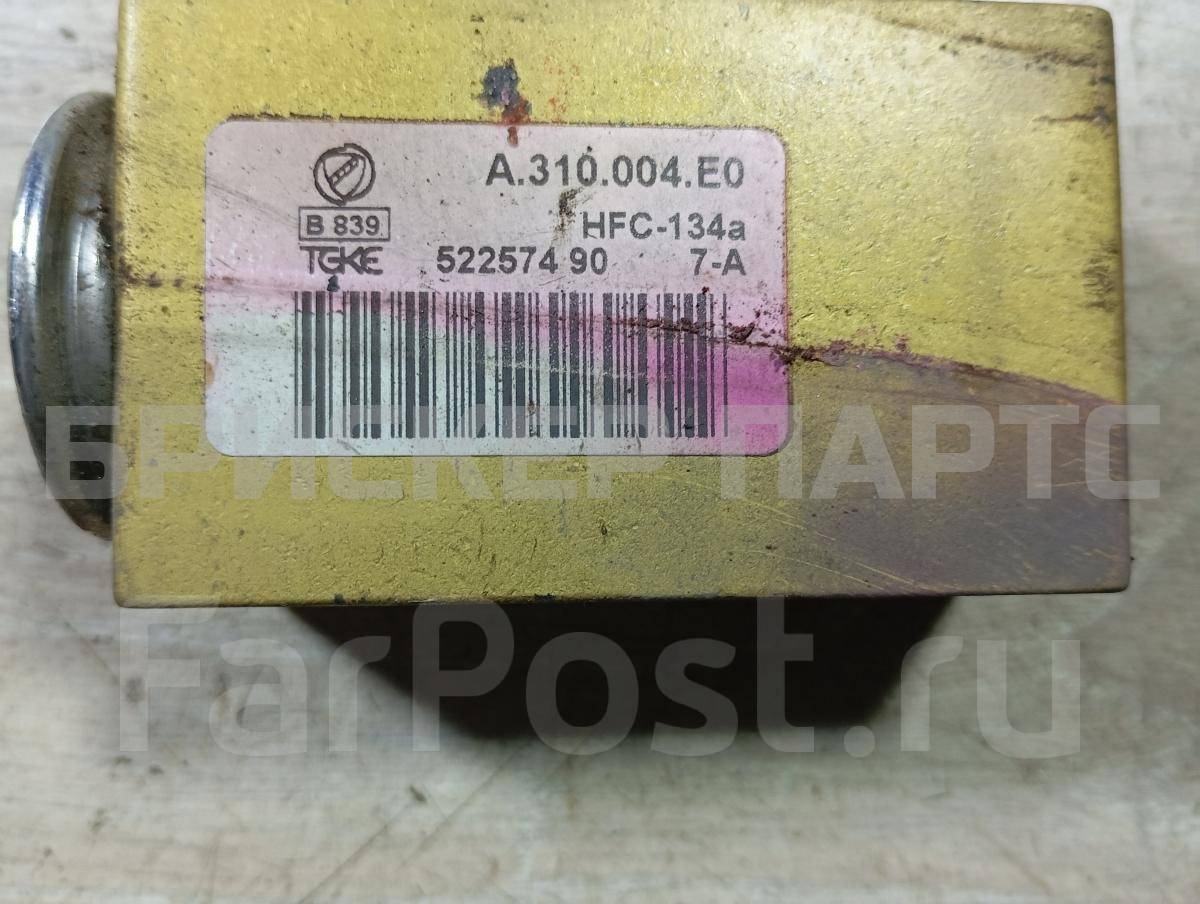 A.310.004.E0
B 839
HFC-134a
TGKE 522574 90 7-A
БРИСКЕР ПАРТС
FarPost.ru